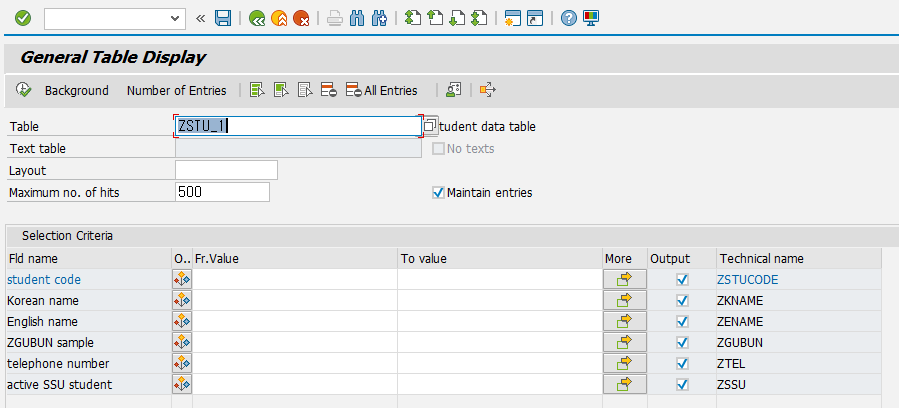 General Table Display
Background Number of Entries All Entries
Table ZSTU_1 tudent data table
Text table No texts
Layout
Maximum no. of hits 500 Maintain entries
Selection Criteria
Fld name O.. Fr.Value To value More Output Technical name
student code ZSTUCODE
Korean name ZKNAME
English name ZENAME
ZGUBUN sample ZGUBUN
telephone number ZTEL
active SSU student ZSSU